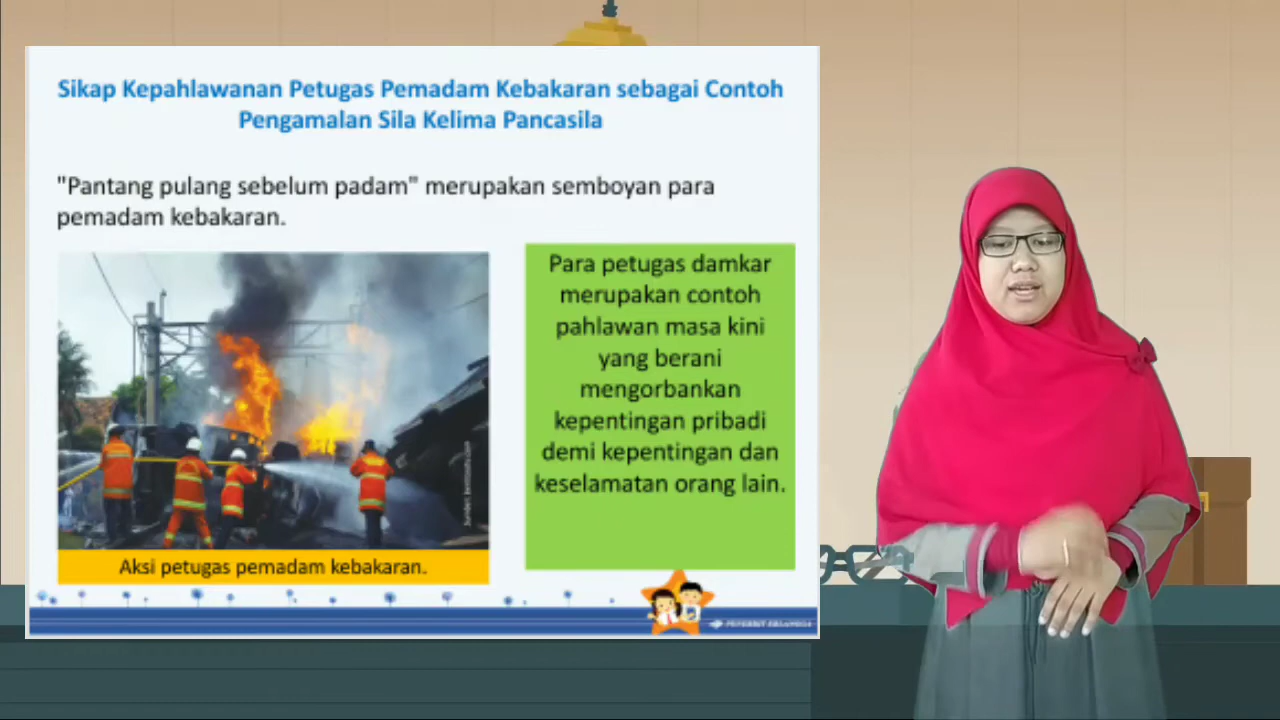 Sikap Kepahlawanan Petugas Pemadam Kebakaran sebagai Contoh
Pengamalan Sila Kelima Pancasila
"Pantang pulang sebelum padam" merupakan semboyan para
pemadam kebakaran.
Para petugas damkar
merupakan contoh
pahlawan masa kini
yang berani
mengorbankan
kepentingan pribadi
demi kepentingan dan
keselamatan orang lain.
Aksi petugas pemadam kebakaran.